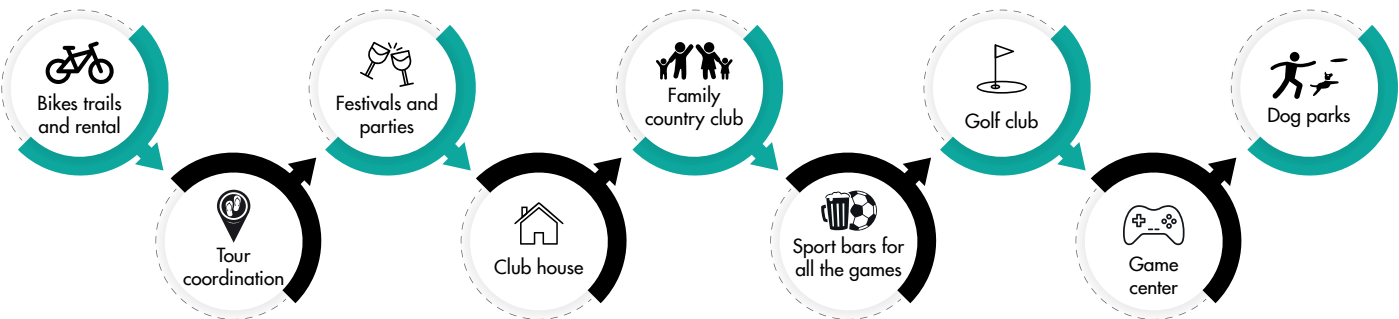 Bikes trails
and rental
Tour
coordination
Festivals and
parties
Club house
Family
country club
Sport bars for
all the games
Golf club
Game
center
Dog parks